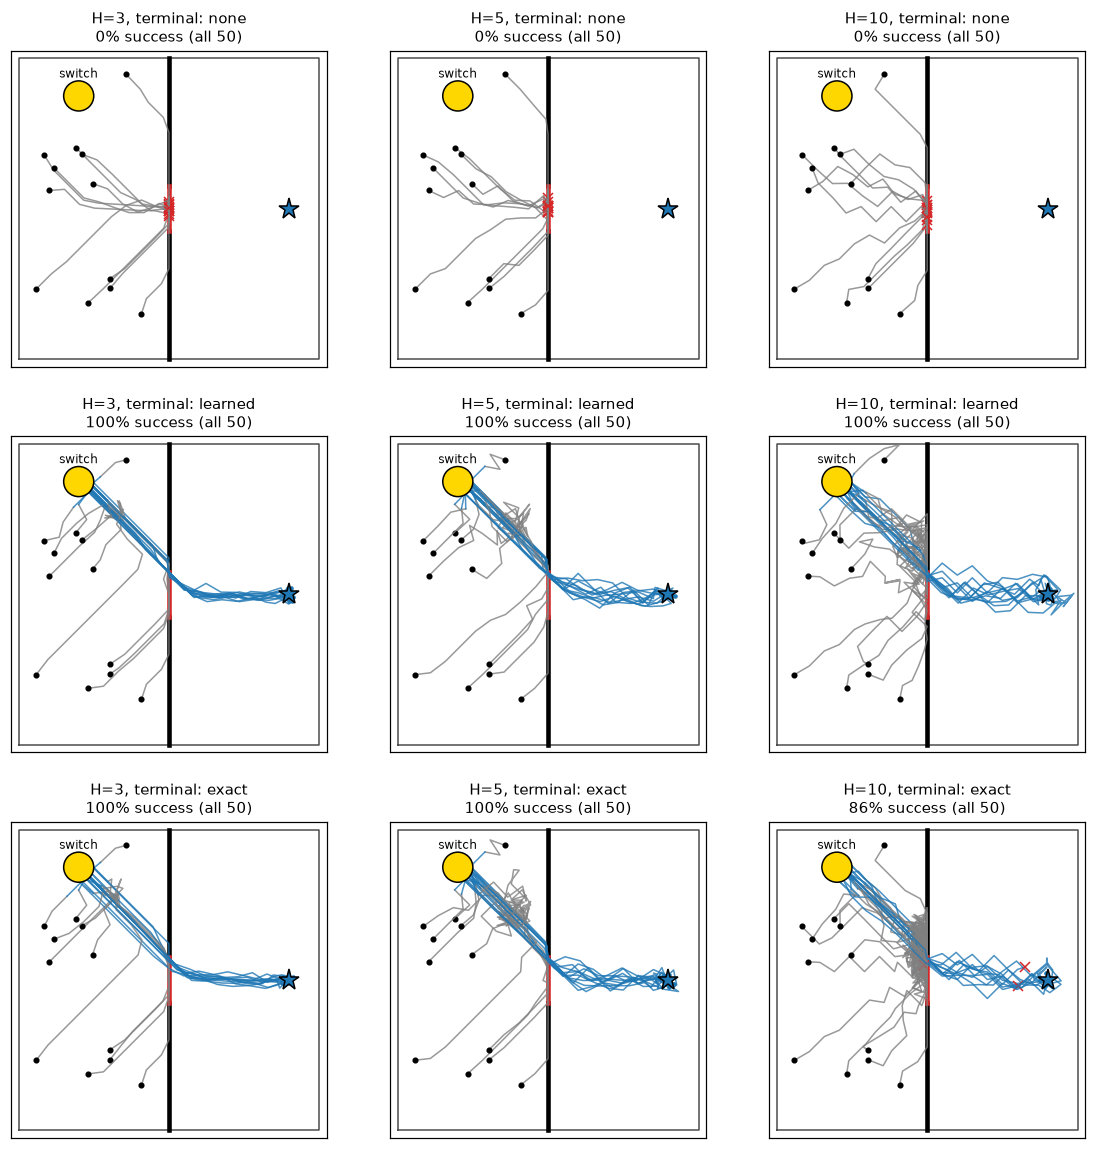 H=3, terminal: none
0% success (all 50)
switch
H=5, terminal: none
0% success (all 50)
switch
H=10, terminal: none
0% success (all 50)
switch
H=3, terminal: learned
100% success (all 50)
switch
H=5, terminal: learned
100% success (all 50)
switch
H=10, terminal: learned
100% success (all 50)
switch
H=3, terminal: exact
100% success (all 50)
switch
H=5, terminal: exact
100% success (all 50)
switch
H=10, terminal: exact
86% success (all 50)
switch